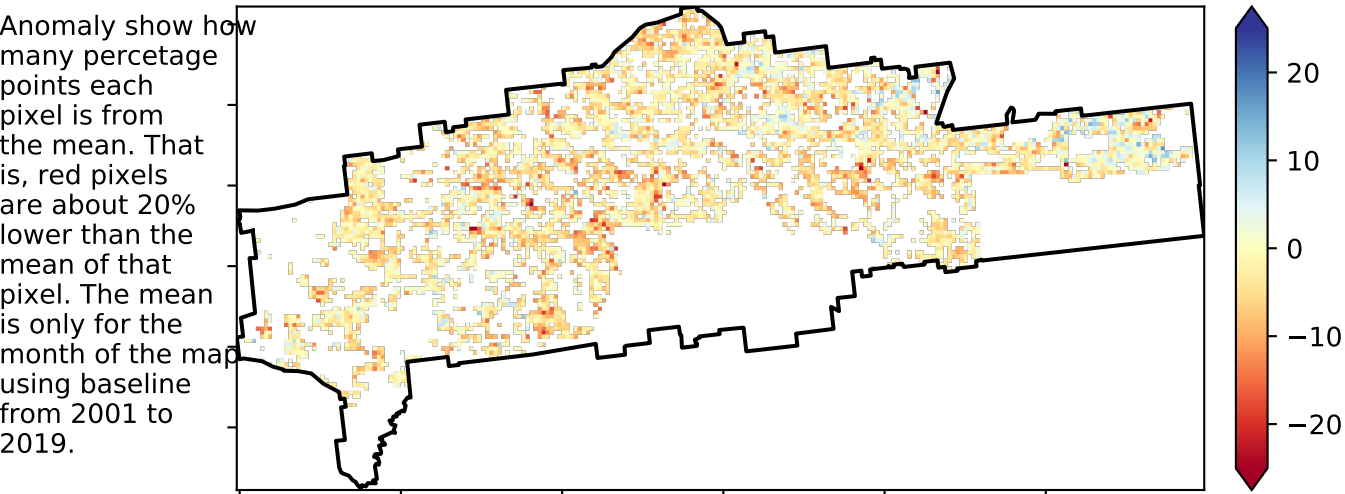 Anomaly show how
many percetage
points each
pixel is from
the mean. That
is, red pixels
are about 20%
lower than the
mean of that
pixel. The mean
is only for the
month of the map
using baseline
from 2001 to
2019.
20
10
0
−10
−20